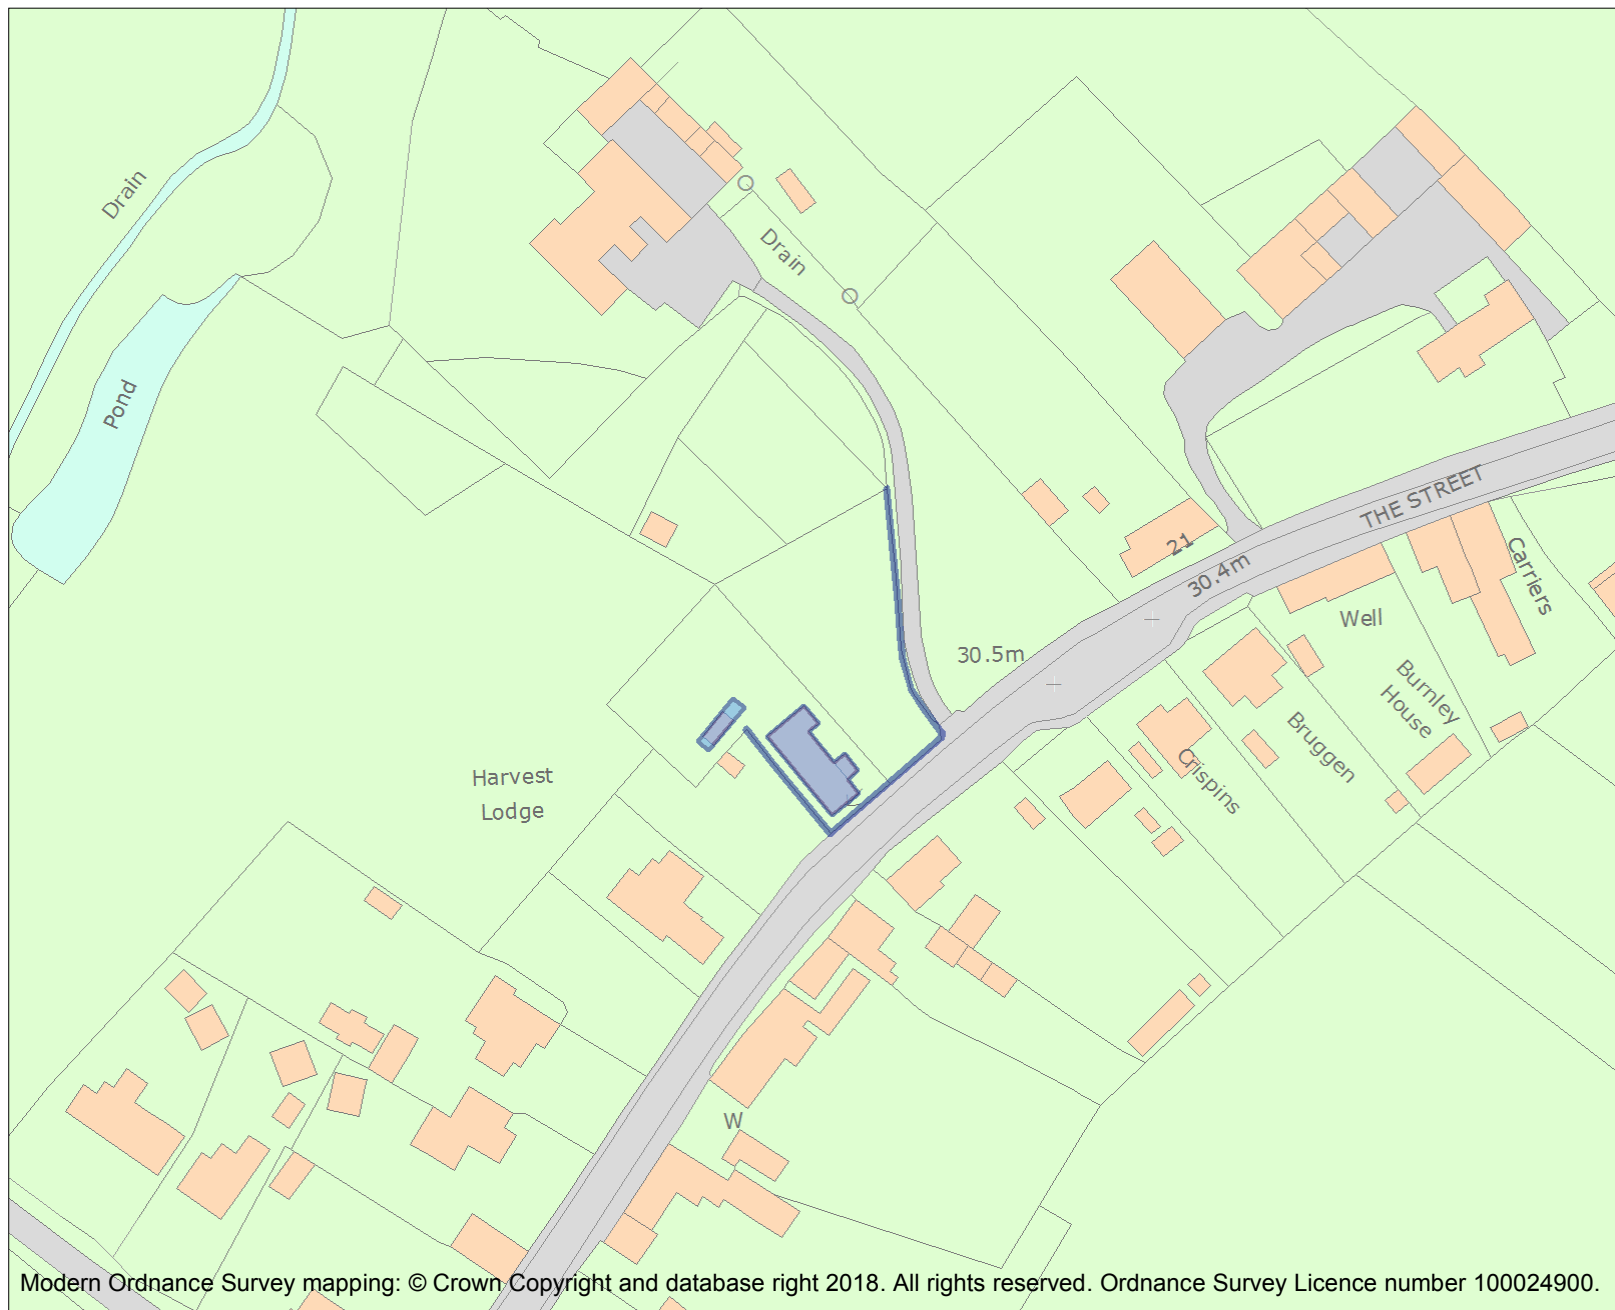 Drain
Drain
Pond
THE STREET
21
30.4m
Carriers
Well
30.5m
Burnley
House
Bruggen
Crispins
Harvest
Lodge
W
Modern Ordnance Survey mapping: © Crown Copyright and database right 2018. All rights reserved. Ordnance Survey Licence number 100024900.